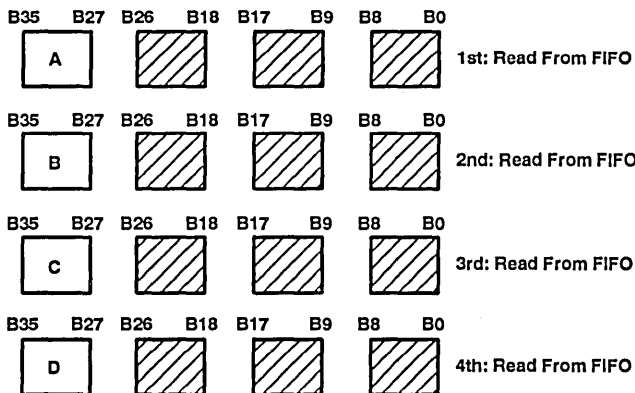 B35 B27 B26 B18 B17 B9 B8 B0
A 1st: Read From FIFO
B35 B27 B26 B18 B17 B9 B8 B0
B 2nd: Read From FIFO
B35 B27 B26 B18 B17 B9 B8 B0
C 3rd: Read From FIFO
B35 B27 B26 B18 B17 B9 B8 B0
D 4th: Read From FIFO